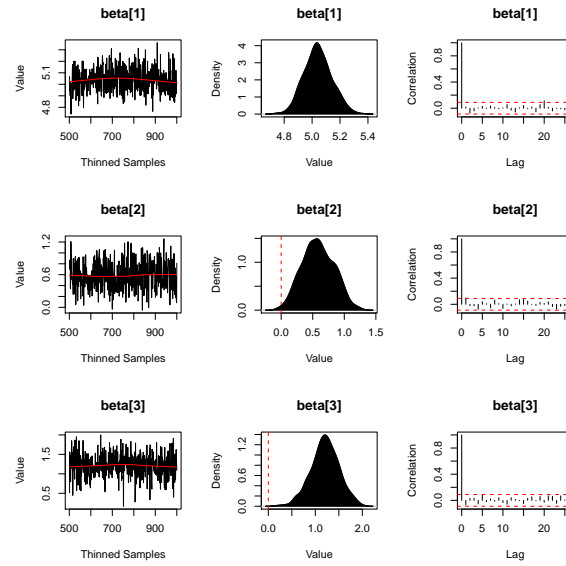 beta[1]
Value
4.8 5.1
500 700 900
Thinned Samples
beta[1]
Density
0 1 2 3 4
4.8 5.0 5.2 5.4
Value
beta[1]
Correlation
0.0 0.4 0.8
0 5 10 20
Lag
beta[2]
Value
0.0 0.6 1.2
500 700 900
Thinned Samples
beta[2]
Density
0.0 1.0
0.0 0.5 1.0 1.5
Value
beta[2]
Correlation
0.0 0.4 0.8
0 5 10 20
Lag
beta[3]
Value
0.5 1.5
500 700 900
Thinned Samples
beta[3]
Density
0.0 0.6 1.2
0.0 1.0 2.0
Value
beta[3]
Correlation
0.0 0.4 0.8
0 5 10 20
Lag